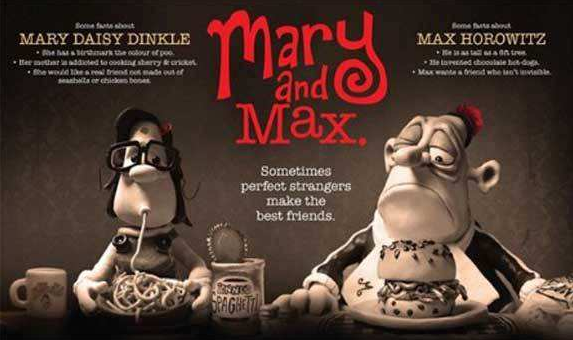 Some facts about
MARY DAISY DINKLE
• She has a birthmark the colour of poo.
• Her mother is addicted to cooking sherry & cricket.
• She would like a real friend not made out of
seashells or chicken bones.
Mary
and
Max.
Sometimes
perfect strangers
make the
best friends.
Some facts about
MAX HOROWITZ
• He is as tall as a 6ft tree.
• He invented chocolate hot-dogs.
• Max wants a friend who isn't invisible.
SPAGHETTI